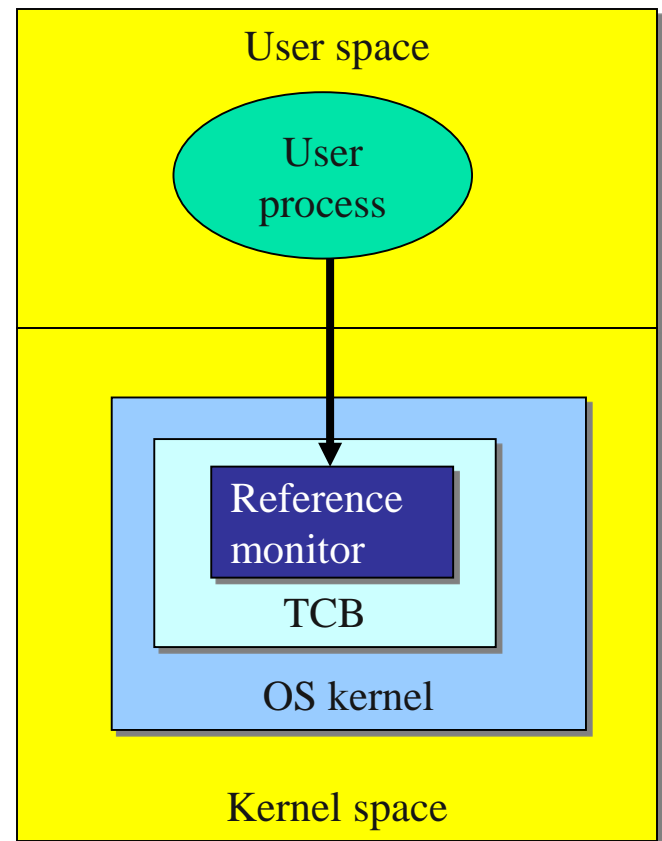 User space
User
process
Reference
monitor
TCB
OS kernel
Kernel space